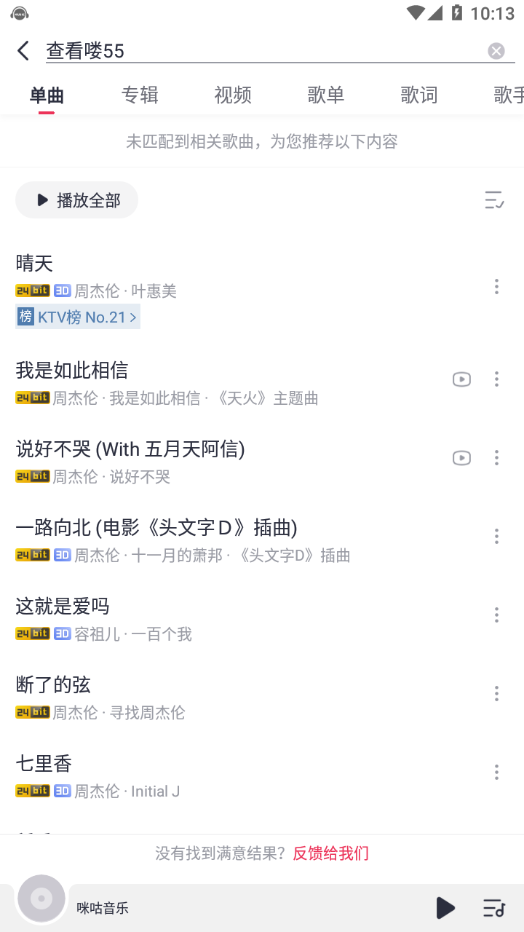 10:13
查看喽55
单曲 专辑 视频 歌单 歌词 歌手
未匹配到相关歌曲，为您推荐以下内容
播放全部
晴天
24bit 3D 周杰伦 · 叶惠美
榜 KTV榜 No.21 >
我是如此相信
24bit 周杰伦 · 我是如此相信 · 《天火》主题曲
说好不哭 (With 五月天阿信)
24bit 周杰伦 · 说好不哭
一路向北 (电影《头文字Ｄ》插曲)
24bit 3D 周杰伦 · 十一月的萧邦 · 《头文字D》插曲
这就是爱吗
24bit 3D 容祖儿 · 一百个我
断了的弦
24bit 周杰伦 · 寻找周杰伦
七里香
24bit 3D 周杰伦 · Initial J
没有找到满意结果？反馈给我们
咪咕音乐